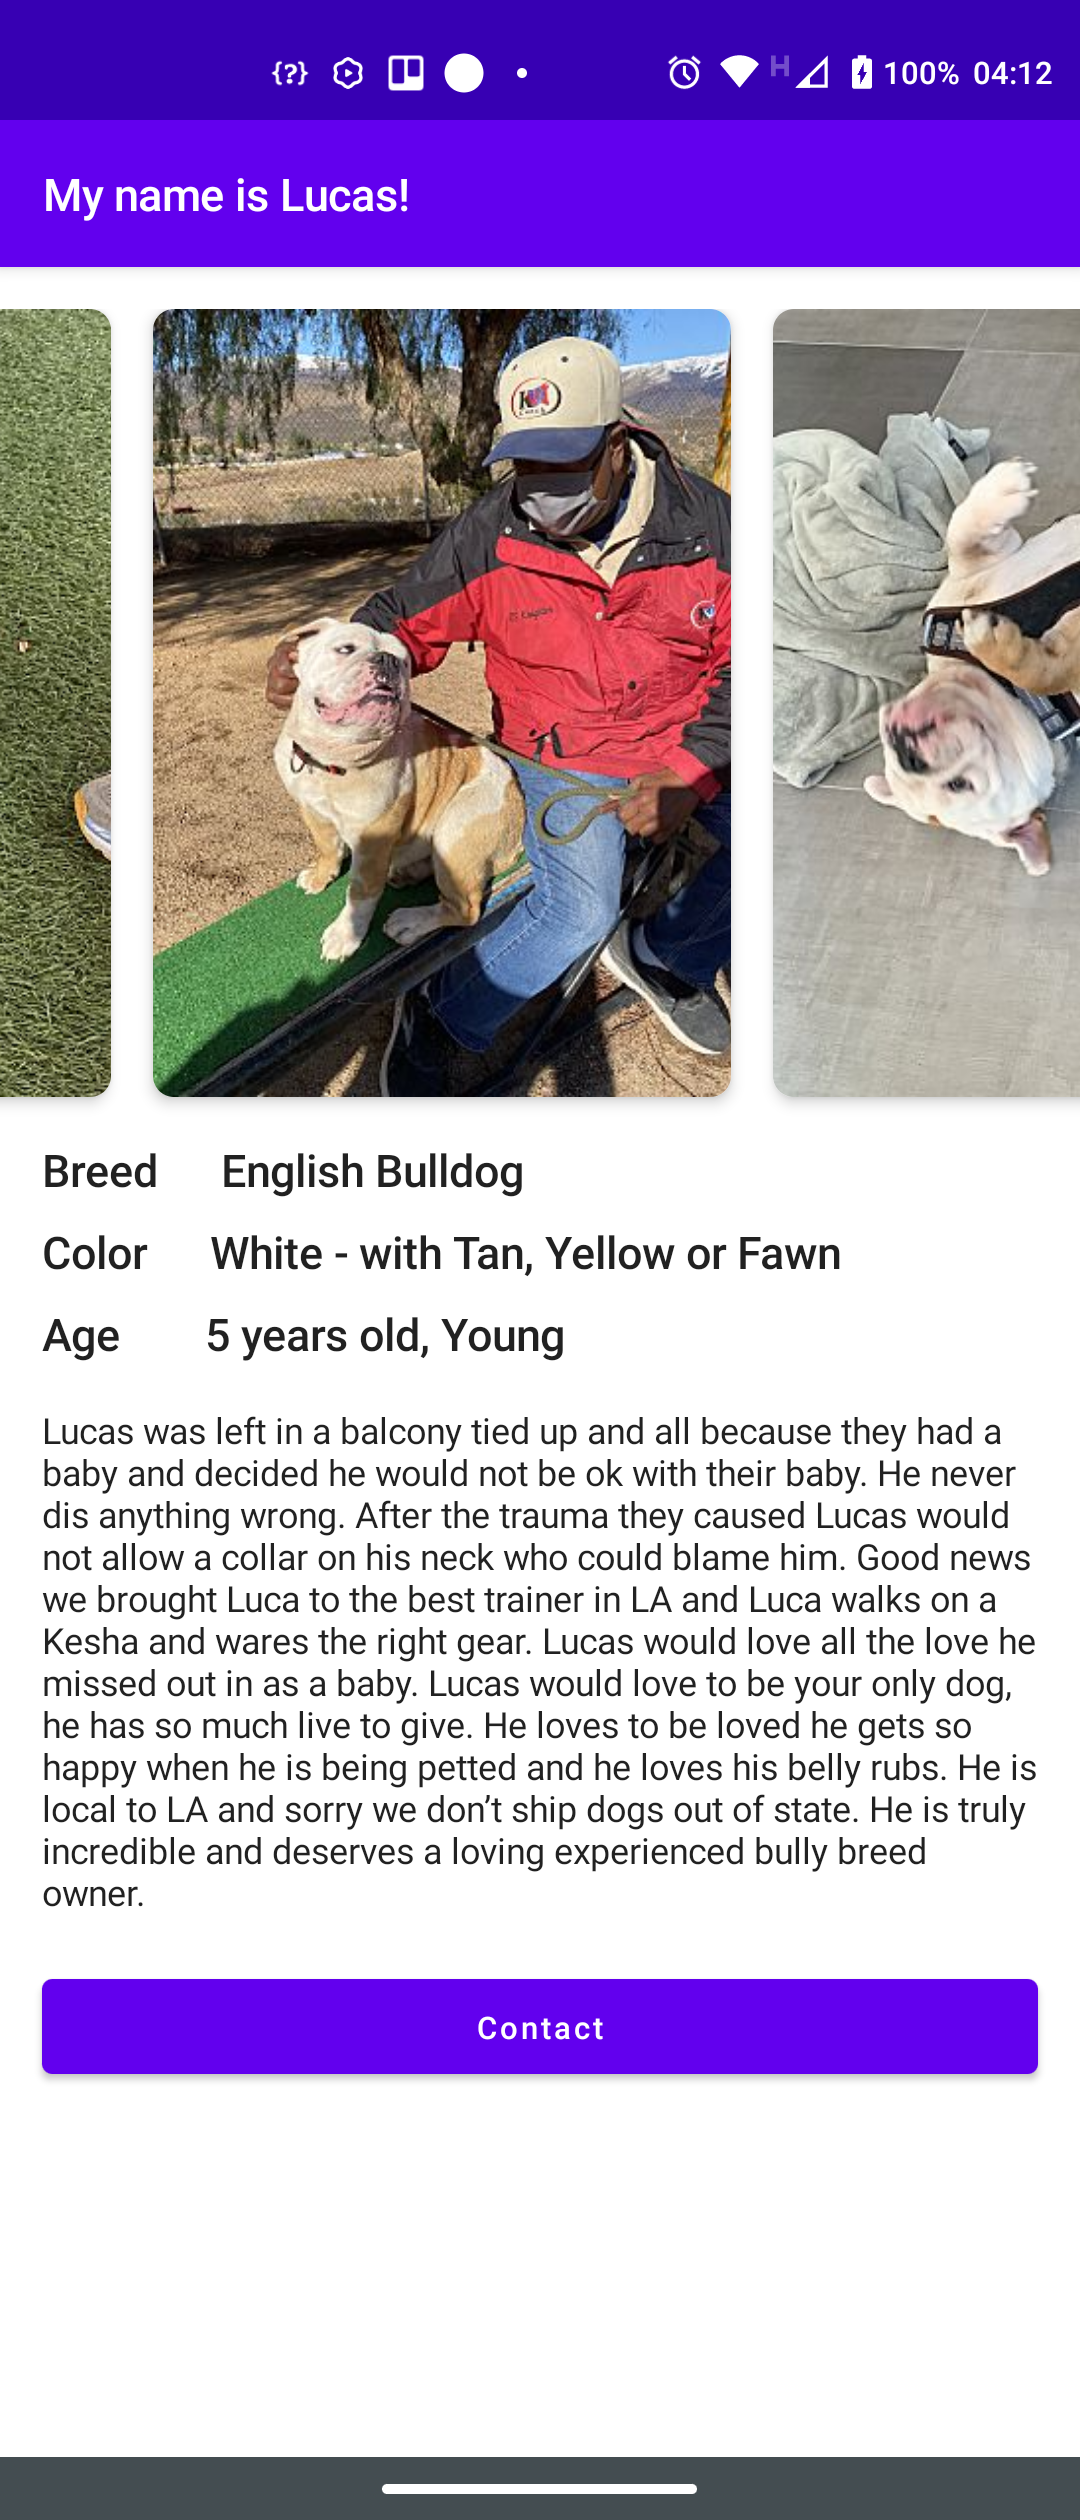 100% 04:12
My name is Lucas!
Breed English Bulldog
Color White - with Tan, Yellow or Fawn
Age 5 years old, Young
Lucas was left in a balcony tied up and all because they had a
baby and decided he would not be ok with their baby. He never
dis anything wrong. After the trauma they caused Lucas would
not allow a collar on his neck who could blame him. Good news
we brought Luca to the best trainer in LA and Luca walks on a
Kesha and wares the right gear. Lucas would love all the love he
missed out in as a baby. Lucas would love to be your only dog,
he has so much live to give. He loves to be loved he gets so
happy when he is being petted and he loves his belly rubs. He is
local to LA and sorry we don’t ship dogs out of state. He is truly
incredible and deserves a loving experienced bully breed
owner.
Contact